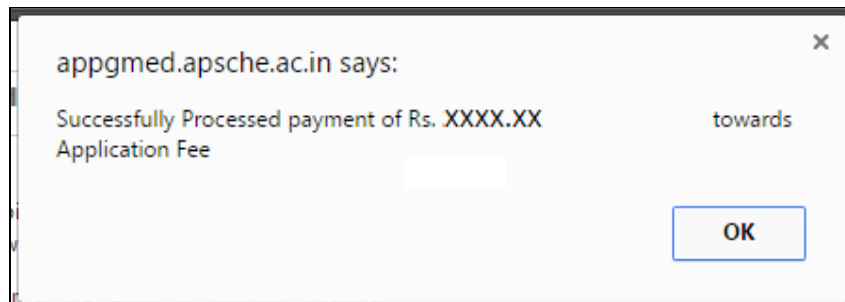 appgmed.apsche.ac.in says:
Successfully Processed payment of Rs. XXXX.XX towards
Application Fee
OK